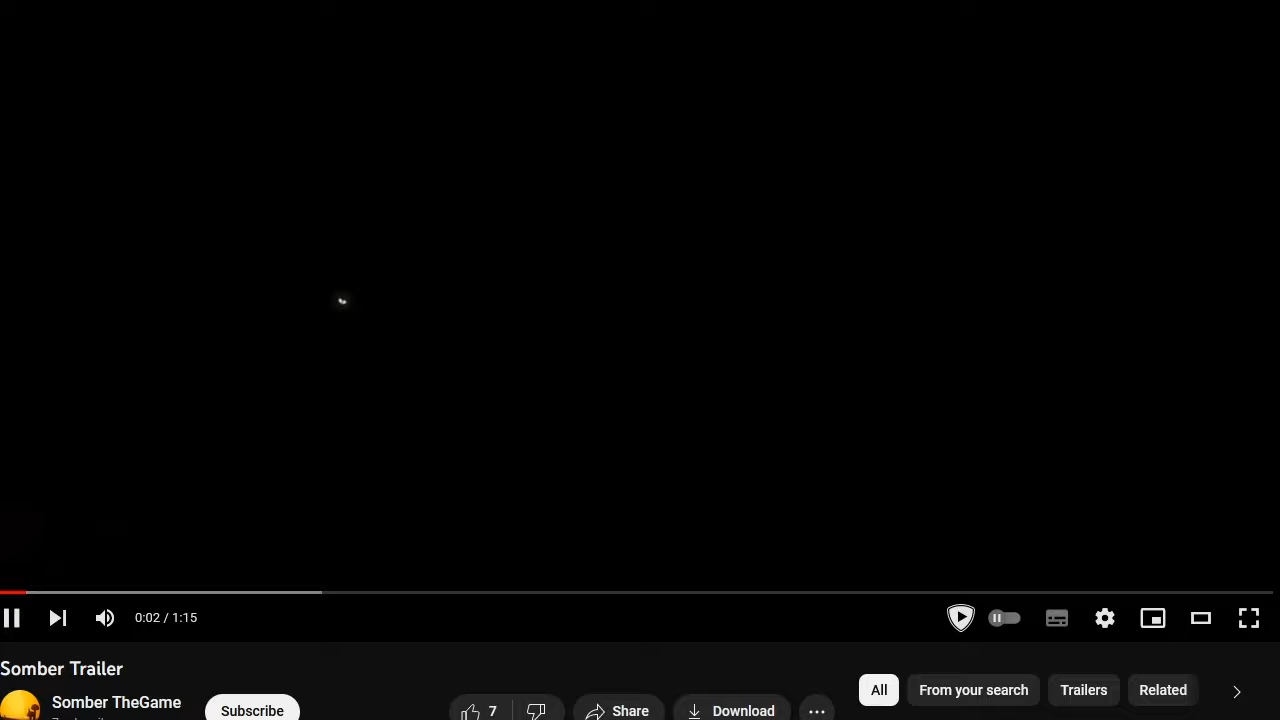 0:02 / 1:15
Somber Trailer
All
From your search
Trailers
Related
Somber TheGame
Subscribe
7
Share
Download